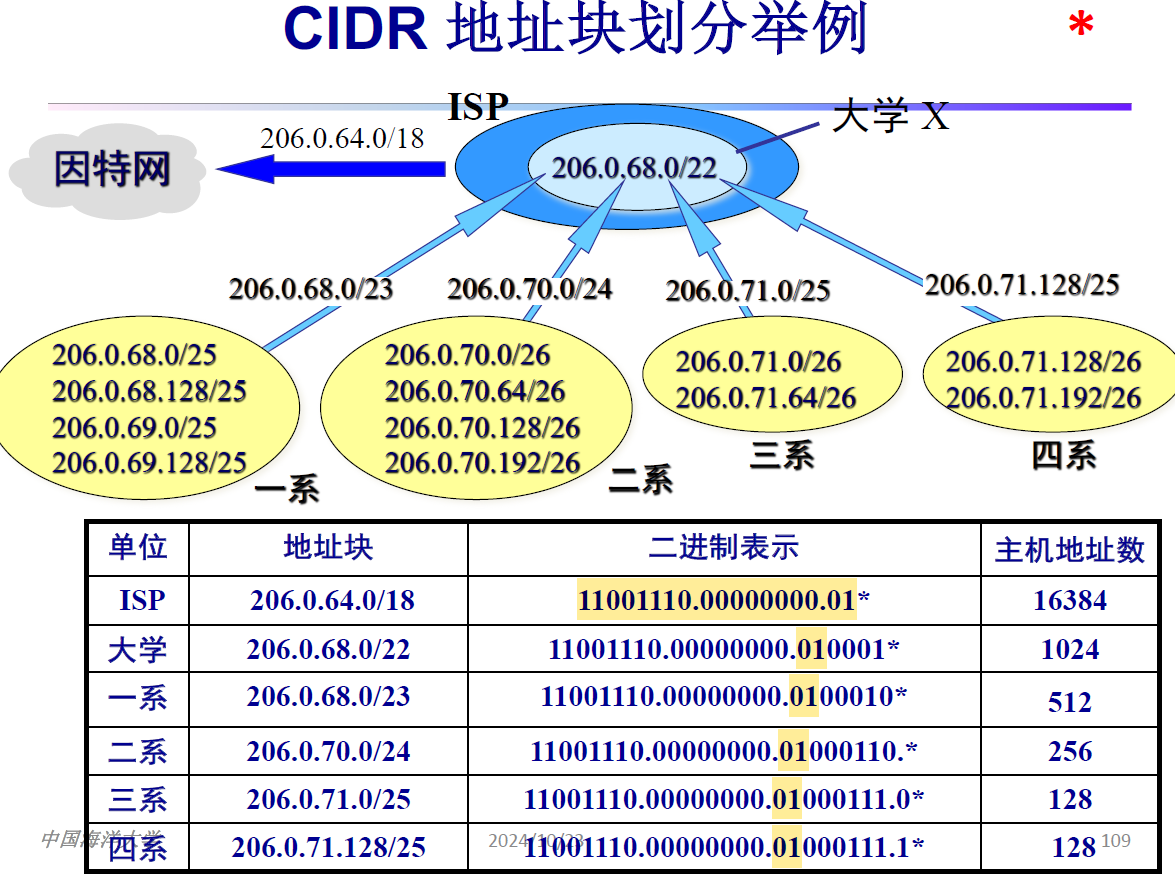 CIDR 地址块划分举例 *
ISP
大学 X
206.0.64.0/18
因特网
206.0.68.0/22
206.0.68.0/23
206.0.70.0/24
206.0.71.0/25
206.0.71.128/25
206.0.68.0/25
206.0.68.128/25
206.0.69.0/25
206.0.69.128/25
一系
206.0.70.0/26
206.0.70.64/26
206.0.70.128/26
206.0.70.192/26
二系
206.0.71.0/26
206.0.71.64/26
三系
206.0.71.128/26
206.0.71.192/26
四系
单位 地址块 二进制表示 主机地址数
ISP 206.0.64.0/18 11001110.00000000.01* 16384
大学 206.0.68.0/22 11001110.00000000.010001* 1024
一系 206.0.68.0/23 11001110.00000000.0100010* 512
二系 206.0.70.0/24 11001110.00000000.01000110.* 256
三系 206.0.71.0/25 11001110.00000000.01000111.0* 128
四系 206.0.71.128/25 11001110.00000000.01000111.1* 128
中国海洋大学 2024/10/23 109